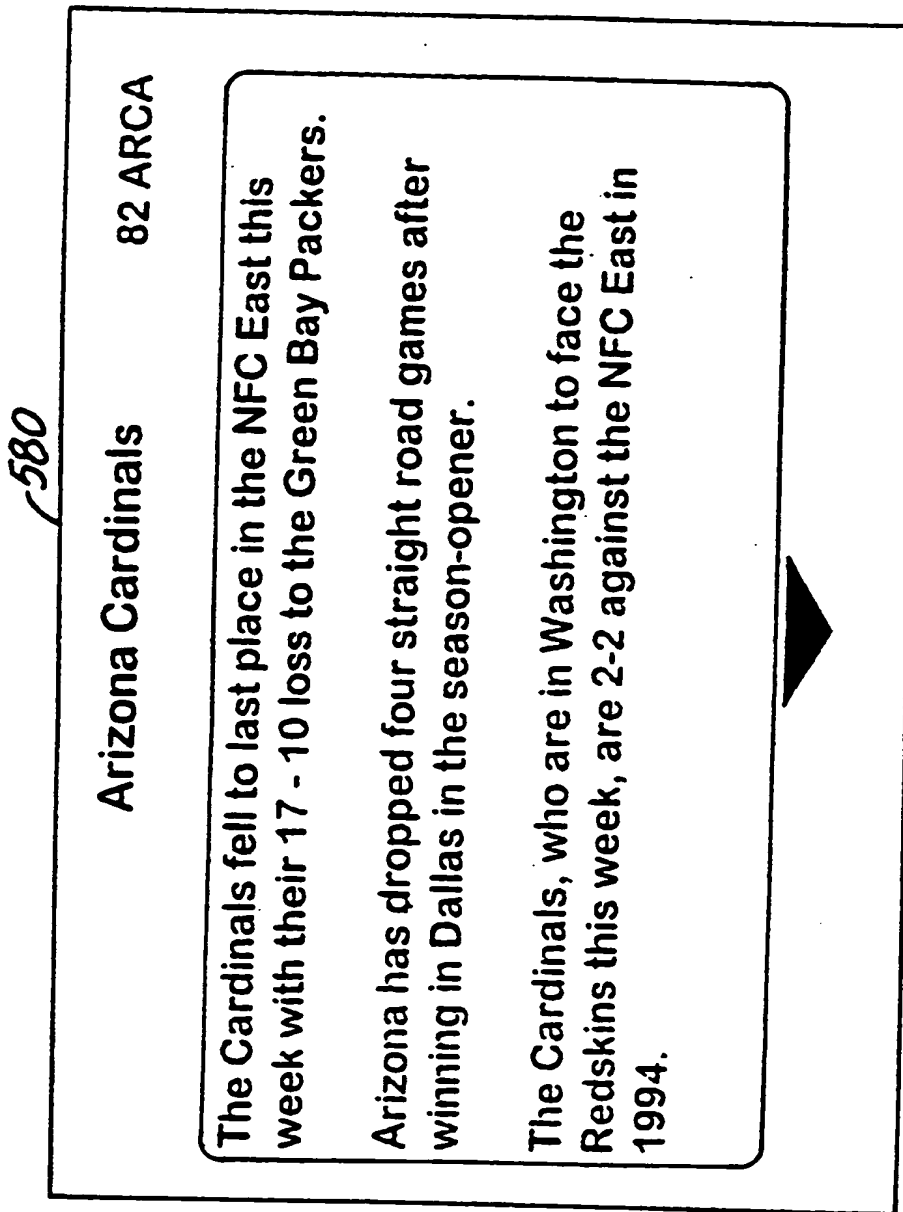 580
Arizona Cardinals 82 ARCA
The Cardinals fell to last place in the NFC East this
week with their 17 - 10 loss to the Green Bay Packers.
Arizona has dropped four straight road games after
winning in Dallas in the season-opener.
The Cardinals, who are in Washington to face the
Redskins this week, are 2-2 against the NFC East in
1994.